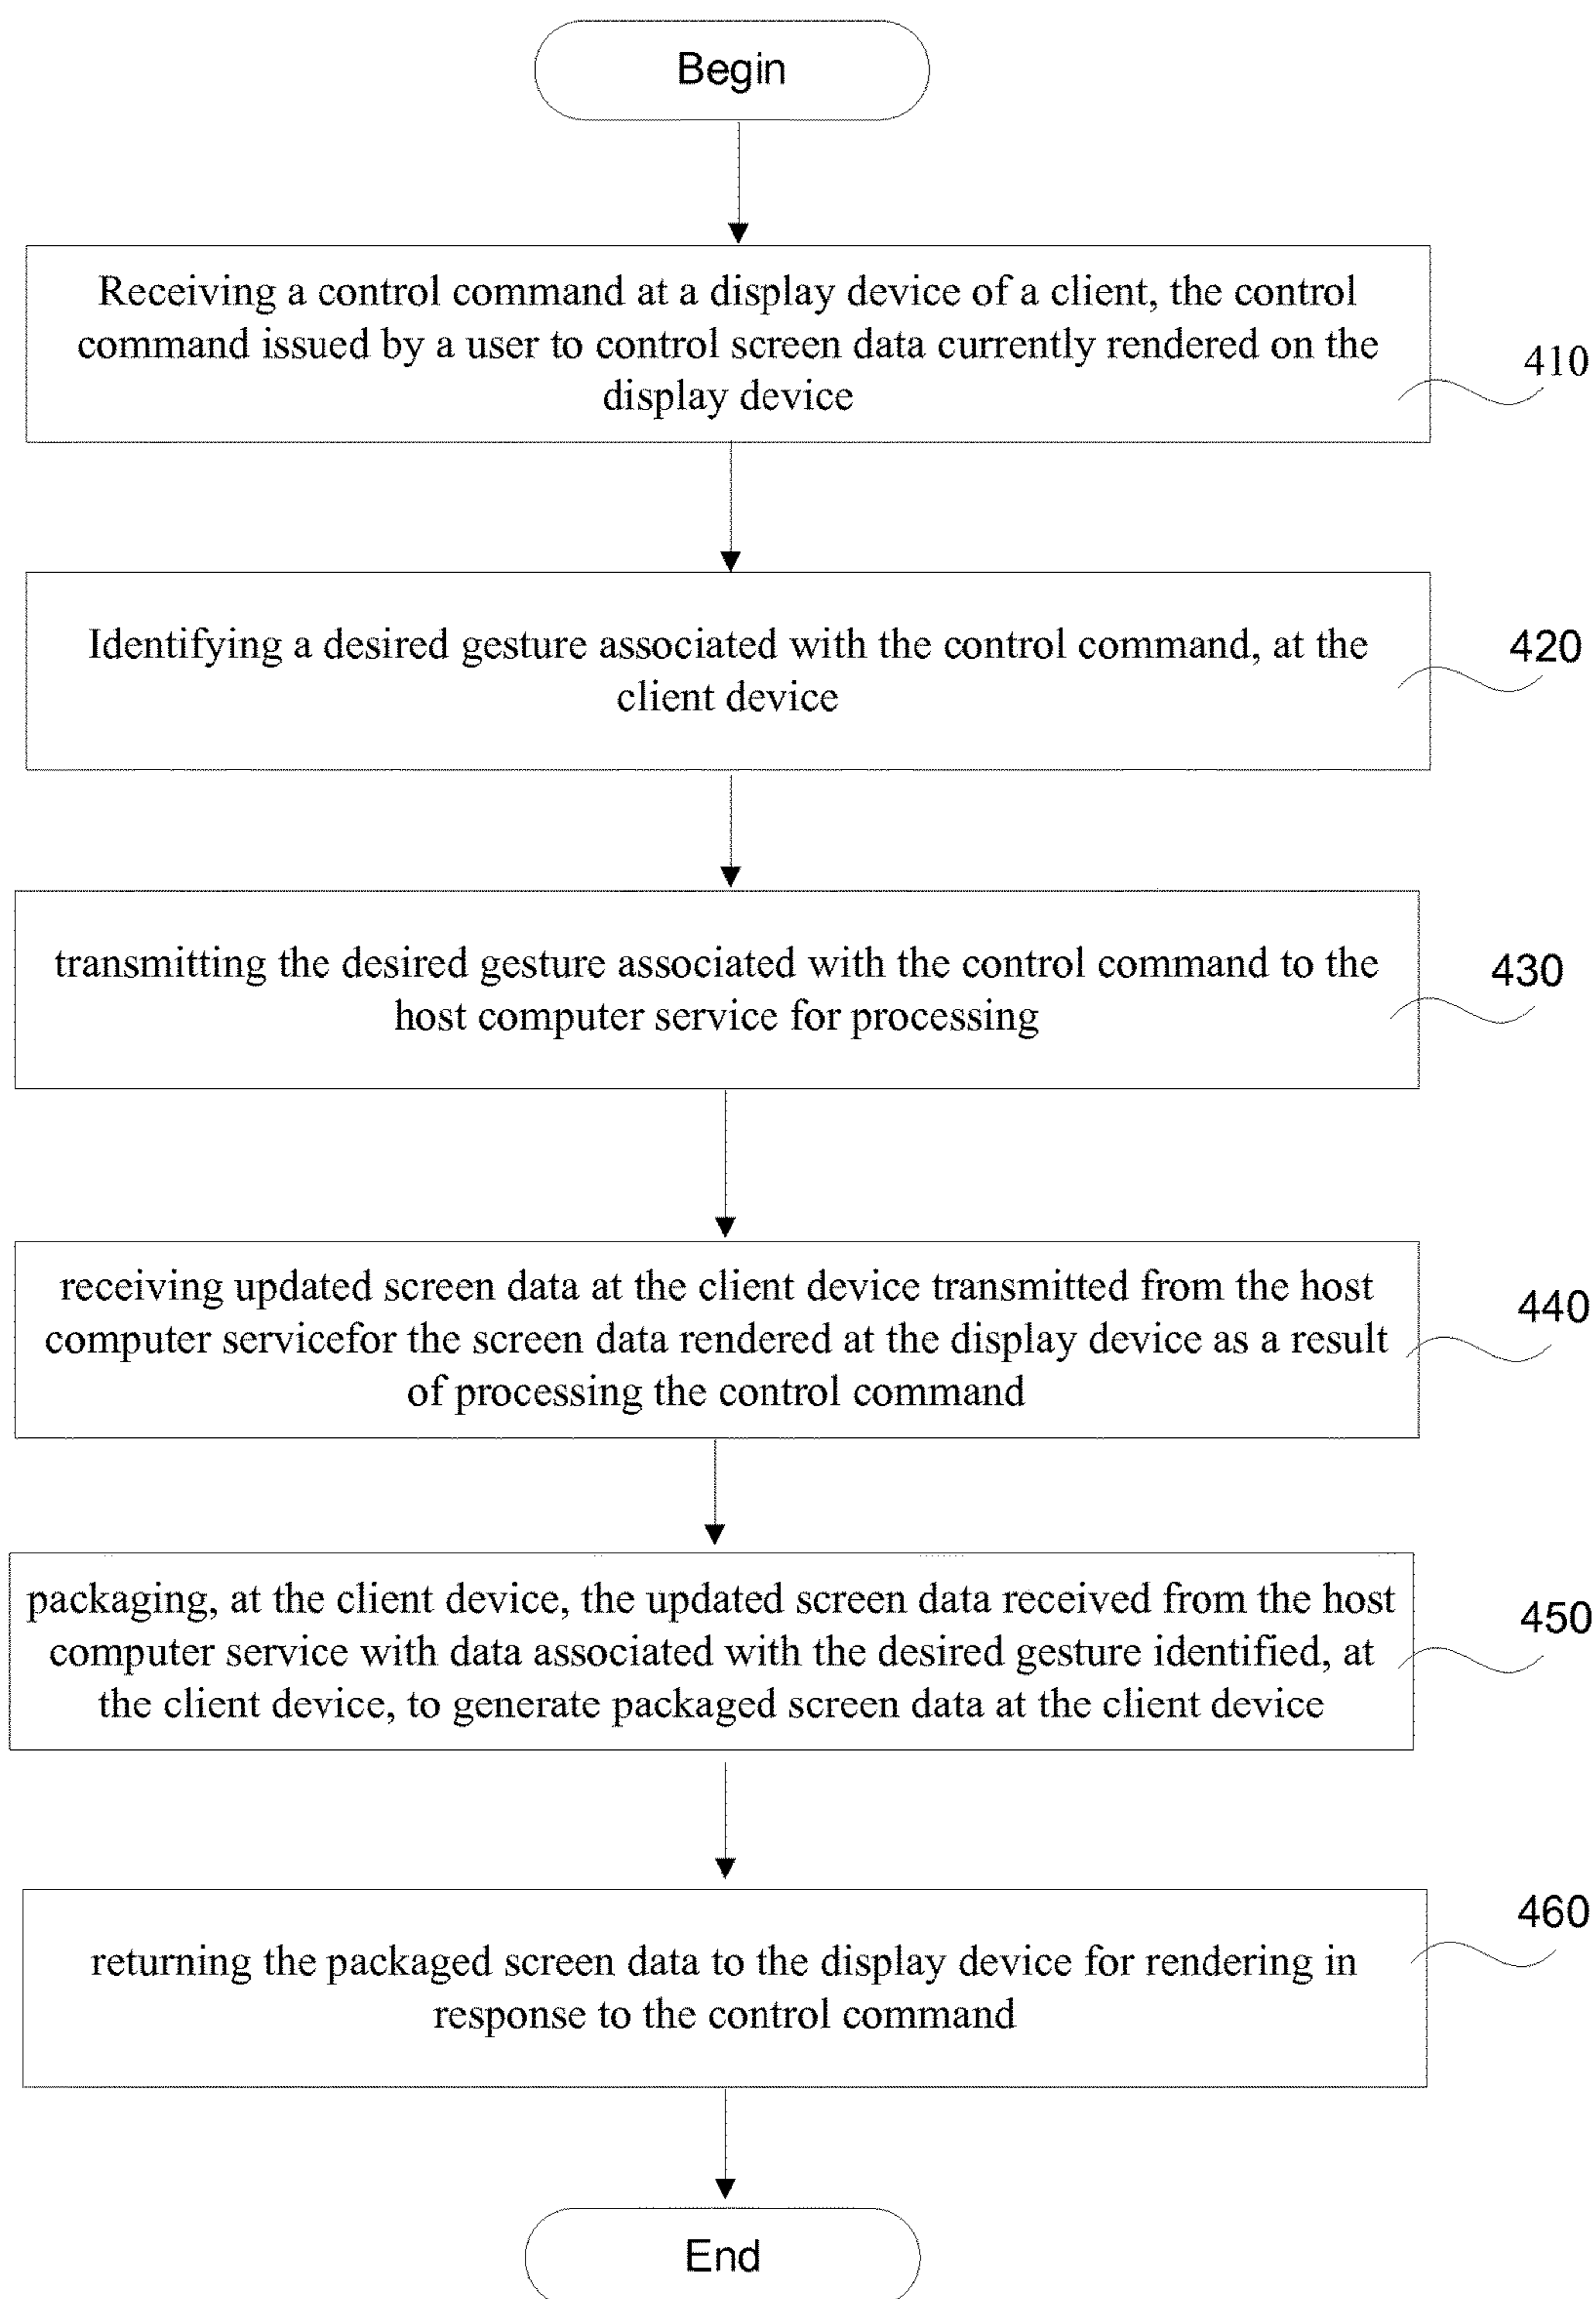 Begin
Receiving a control command at a display device of a client, the control
command issued by a user to control screen data currently rendered on the
display device
410
Identifying a desired gesture associated with the control command, at the
client device
420
transmitting the desired gesture associated with the control command to the
host computer service for processing
430
receiving updated screen data at the client device transmitted from the host
computer servicefor the screen data rendered at the display device as a result
of processing the control command
440
packaging, at the client device, the updated screen data received from the host
computer service with data associated with the desired gesture identified, at
the client device, to generate packaged screen data at the client device
450
returning the packaged screen data to the display device for rendering in
response to the control command
460
End